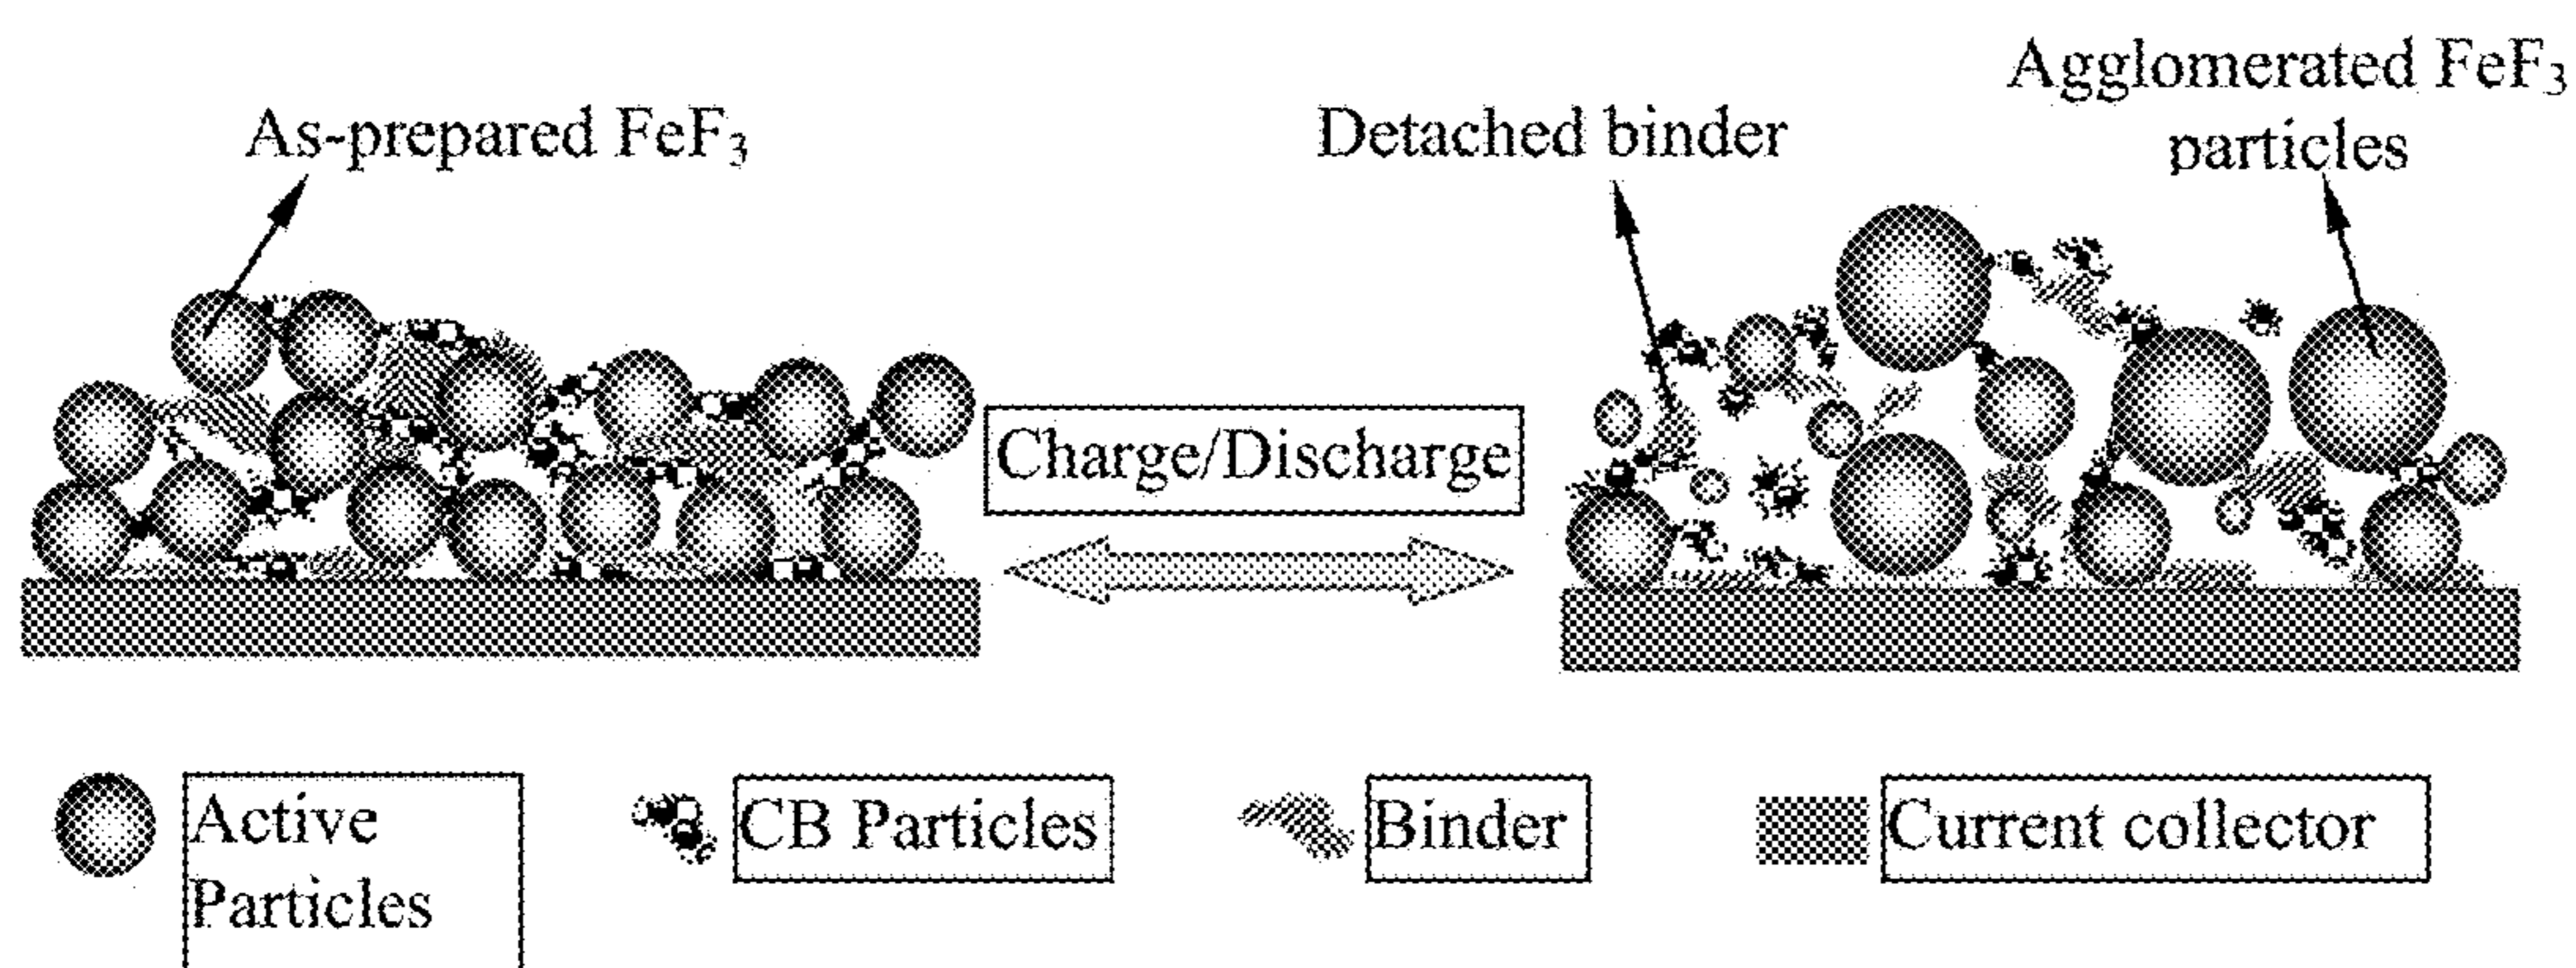 As-prepared FeF₃
Detached binder
Agglomerated FeF₃
particles
Charge/Discharge
Active
Particles
CB Particles
Binder
Current collector